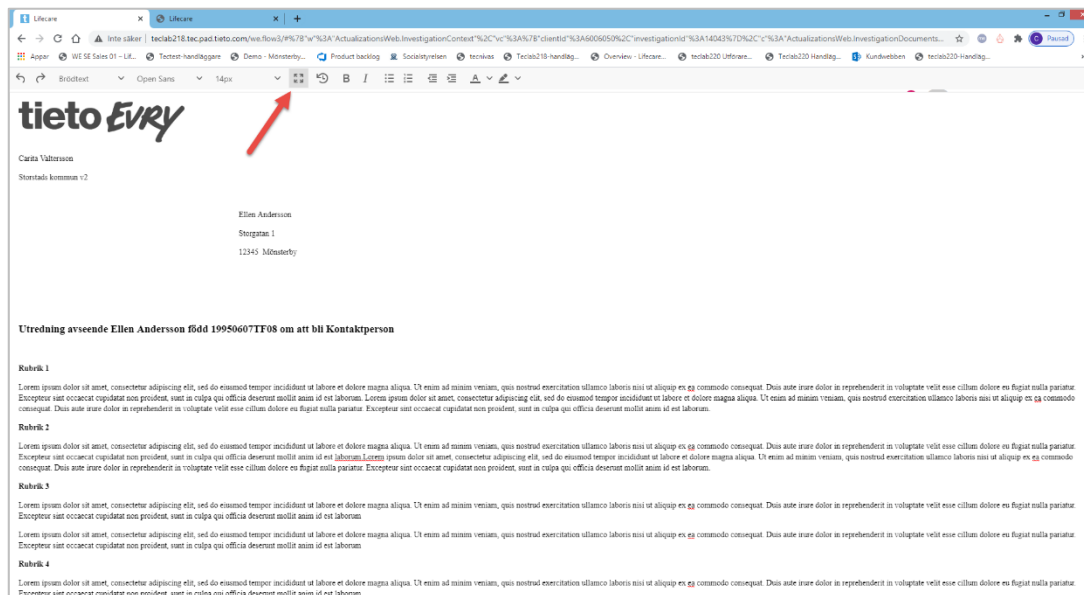 Lifecare
Lifecare
Inte säker | teclab218.tec.pad.tieto.com/we.flow3/#%7B"w"%3A"ActualizationsWeb.InvestigationContext"%2C"vc"%3A%7B"clientId"%3A6006050%2C"investigationId"%3A14043%7D%2C"c"%3A"ActualizationsWeb.InvestigationDocuments... Pausad
Appar WE SE Sales 01 – Lif... Tectest-handläggare Demo - Mönsterby... Product backlog Socialstyrelsen tecnivas Teclab218-handläg... Overview - Lifecare... teclab220 Utförare... teclab220 Handläg... Kundwebben teclab220-Handläg...
Brödtext Open Sans 14px B I A
tieto Evry
Carita Valtersson
Storstads kommun v2
Ellen Andersson
Storgatan 1
12345 Mönsterby
Utredning avseende Ellen Andersson född 19950607TF08 om att bli Kontaktperson
Rubrik 1
Lorem ipsum dolor sit amet, consectetur adipiscing elit, sed do eiusmod tempor incididunt ut labore et dolore magna aliqua. Ut enim ad minim veniam, quis nostrud exercitation ullamco laboris nisi ut aliquip ex ea commodo consequat. Duis aute irure dolor in reprehenderit in voluptate velit esse cillum dolore eu fugiat nulla pariatur.
Excepteur sint occaecat cupidatat non proident, sunt in culpa qui officia deserunt mollit anim id est laborum. Lorem ipsum dolor sit amet, consectetur adipiscing elit, sed do eiusmod tempor incididunt ut labore et dolore magna aliqua. Ut enim ad minim veniam, quis nostrud exercitation ullamco laboris nisi ut aliquip ex ea commodo
consequat. Duis aute irure dolor in reprehenderit in voluptate velit esse cillum dolore eu fugiat nulla pariatur. Excepteur sint occaecat cupidatat non proident, sunt in culpa qui officia deserunt mollit anim id est laborum.
Rubrik 2
Lorem ipsum dolor sit amet, consectetur adipiscing elit, sed do eiusmod tempor incididunt ut labore et dolore magna aliqua. Ut enim ad minim veniam, quis nostrud exercitation ullamco laboris nisi ut aliquip ex ea commodo consequat. Duis aute irure dolor in reprehenderit in voluptate velit esse cillum dolore eu fugiat nulla pariatur.
Excepteur sint occaecat cupidatat non proident, sunt in culpa qui officia deserunt mollit anim id est laborum.Lorem ipsum dolor sit amet, consectetur adipiscing elit, sed do eiusmod tempor incididunt ut labore et dolore magna aliqua. Ut enim ad minim veniam, quis nostrud exercitation ullamco laboris nisi ut aliquip ex ea commodo
consequat. Duis aute irure dolor in reprehenderit in voluptate velit esse cillum dolore eu fugiat nulla pariatur. Excepteur sint occaecat cupidatat non proident, sunt in culpa qui officia deserunt mollit anim id est laborum.
Rubrik 3
Lorem ipsum dolor sit amet, consectetur adipiscing elit, sed do eiusmod tempor incididunt ut labore et dolore magna aliqua. Ut enim ad minim veniam, quis nostrud exercitation ullamco laboris nisi ut aliquip ex ea commodo consequat. Duis aute irure dolor in reprehenderit in voluptate velit esse cillum dolore eu fugiat nulla pariatur.
Excepteur sint occaecat cupidatat non proident, sunt in culpa qui officia deserunt mollit anim id est laborum
Lorem ipsum dolor sit amet, consectetur adipiscing elit, sed do eiusmod tempor incididunt ut labore et dolore magna aliqua. Ut enim ad minim veniam, quis nostrud exercitation ullamco laboris nisi ut aliquip ex ea commodo consequat. Duis aute irure dolor in reprehenderit in voluptate velit esse cillum dolore eu fugiat nulla pariatur.
Excepteur sint occaecat cupidatat non proident, sunt in culpa qui officia deserunt mollit anim id est laborum
Rubrik 4
Lorem ipsum dolor sit amet, consectetur adipiscing elit, sed do eiusmod tempor incididunt ut labore et dolore magna aliqua. Ut enim ad minim veniam, quis nostrud exercitation ullamco laboris nisi ut aliquip ex ea commodo consequat. Duis aute irure dolor in reprehenderit in voluptate velit esse cillum dolore eu fugiat nulla pariatur.
Excepteur sint occaecat cupidatat non proident, sunt in culpa qui officia deserunt mollit anim id est laborum